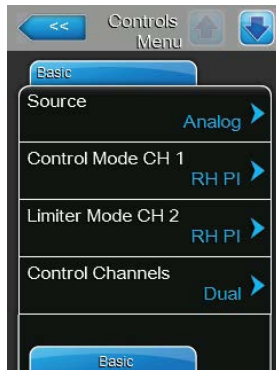 <<
Controls
Menu
Basic
Source
Analog
Control Mode CH 1
RH PI
Limiter Mode CH 2
RH PI
Control Channels
Dual
Basic